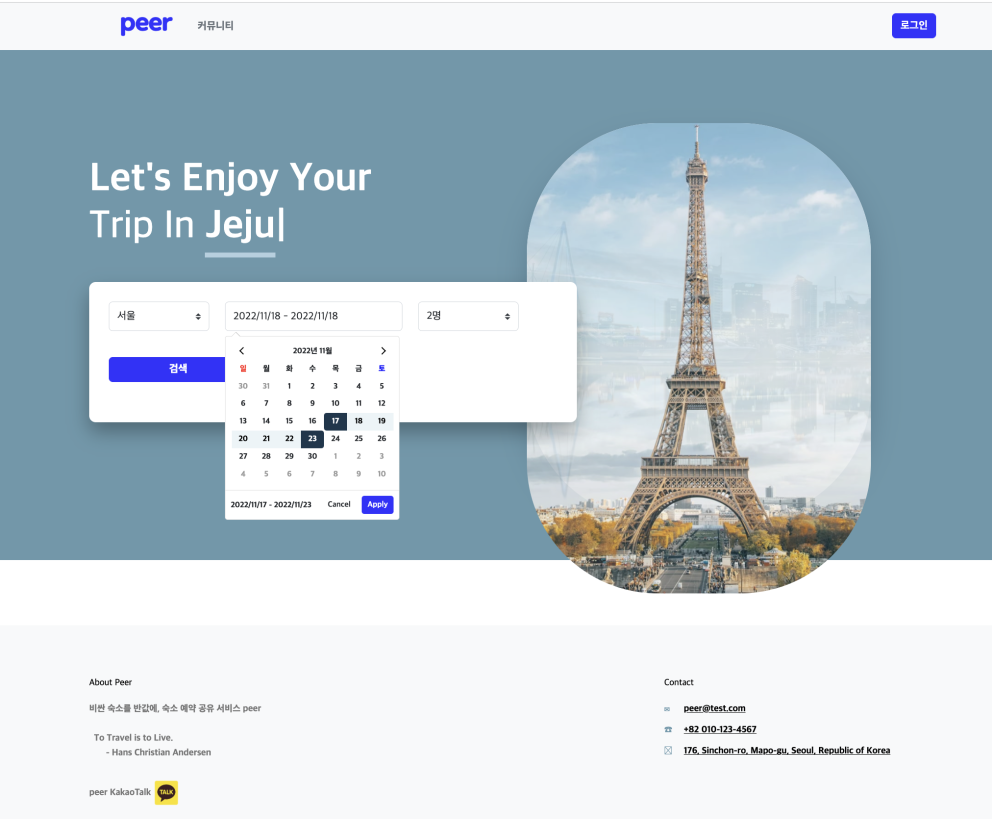 peer
커뮤니티
로그인
Let's Enjoy Your
Trip In Jeju|
서울
2022/11/18 - 2022/11/18
2명
검색
2022년 11월
일 월 화 수 목 금 토
30 31 1 2 3 4 5
6 7 8 9 10 11 12
13 14 15 16 17 18 19
20 21 22 23 24 25 26
27 28 29 30 1 2 3
4 5 6 7 8 9 10
2022/11/17 - 2022/11/23 Cancel Apply
About Peer
비싼 숙소를 반값에, 숙소 예약 공유 서비스 peer
To Travel is to Live.
- Hans Christian Andersen
peer KakaoTalk TALK
Contact
peer@test.com
+82 010-123-4567
176, Sinchon-ro, Mapo-gu, Seoul, Republic of Korea